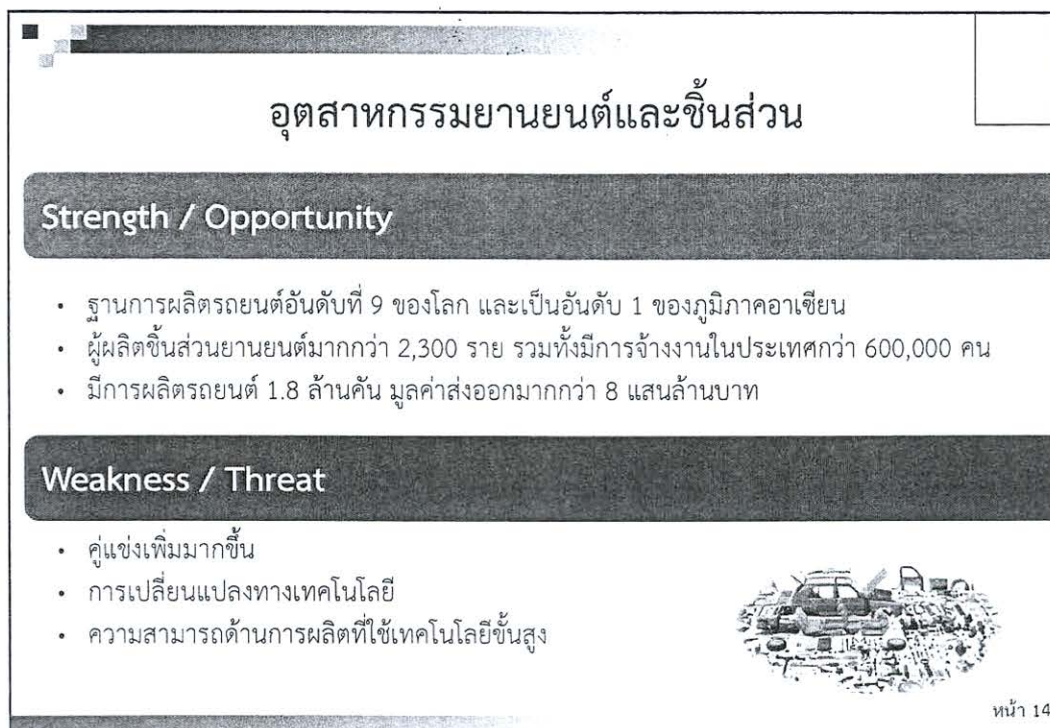 อุตสาหกรรมยานยนต์และชิ้นส่วน
Strength / Opportunity
• ฐานการผลิตรถยนต์อันดับที่ 9 ของโลก และเป็นอันดับ 1 ของภูมิภาคอาเซียน
• ผู้ผลิตชิ้นส่วนยานยนต์มากกว่า 2,300 ราย รวมทั้งมีการจ้างงานในประเทศกว่า 600,000 คน
• มีการผลิตรถยนต์ 1.8 ล้านคัน มูลค่าส่งออกมากกว่า 8 แสนล้านบาท
Weakness / Threat
• คู่แข่งเพิ่มมากขึ้น
• การเปลี่ยนแปลงทางเทคโนโลยี
• ความสามารถด้านการผลิตที่ใช้เทคโนโลยีขั้นสูง
หน้า 14